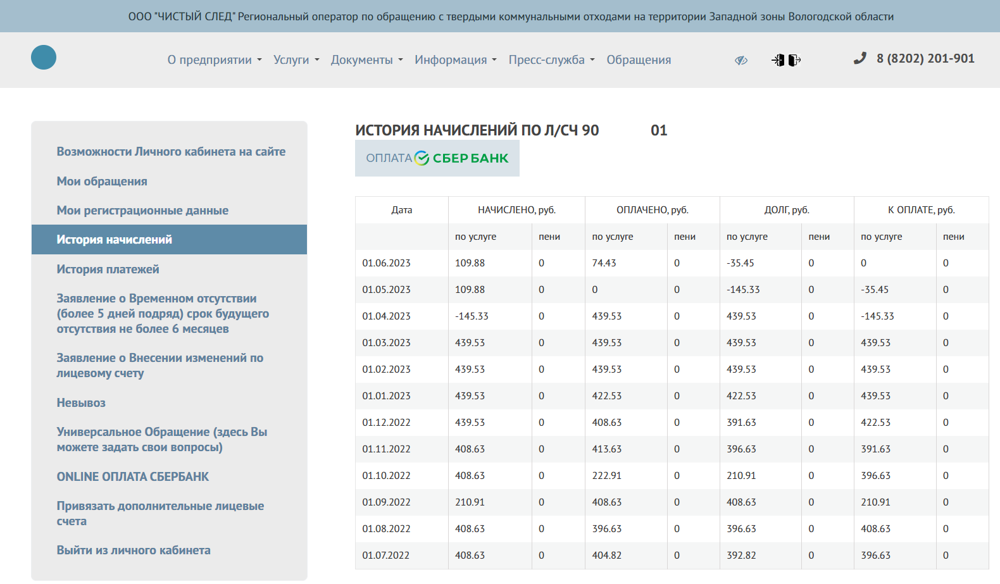 ООО "ЧИСТЫЙ СЛЕД" Региональный оператор по обращению с твердыми коммунальными отходами на территории Западной зоны Вологодской области
О предприятии Услуги Документы Информация Пресс-служба Обращения 8 (8202) 201-901
Возможности Личного кабинета на сайте
Мои обращения
Мои регистрационные данные
История начислений
История платежей
Заявление о Временном отсутствии
(более 5 дней подряд) срок будущего
отсутствия не более 6 месяцев
Заявление о Внесении изменений по
лицевому счету
Невывоз
Универсальное Обращение (здесь Вы
можете задать свои вопросы)
ONLINE ОПЛАТА СБЕРБАНК
Привязать дополнительные лицевые
счета
Выйти из личного кабинета
ИСТОРИЯ НАЧИСЛЕНИЙ ПО Л/СЧ 90 01
ОПЛАТА СБЕР БАНК
Дата НАЧИСЛЕНО, руб. ОПЛАЧЕНО, руб. ДОЛГ, руб. К ОПЛАТЕ, руб.
по услуге пени по услуге пени по услуге пени по услуге пени
01.06.2023 109.88 0 74.43 0 -35.45 0 0 0
01.05.2023 109.88 0 0 0 -145.33 0 -35.45 0
01.04.2023 -145.33 0 439.53 0 439.53 0 -145.33 0
01.03.2023 439.53 0 439.53 0 439.53 0 439.53 0
01.02.2023 439.53 0 439.53 0 439.53 0 439.53 0
01.01.2023 439.53 0 422.53 0 422.53 0 439.53 0
01.12.2022 439.53 0 408.63 0 391.63 0 422.53 0
01.11.2022 408.63 0 413.63 0 396.63 0 391.63 0
01.10.2022 408.63 0 222.91 0 210.91 0 396.63 0
01.09.2022 210.91 0 408.63 0 408.63 0 210.91 0
01.08.2022 408.63 0 396.63 0 396.63 0 408.63 0
01.07.2022 408.63 0 404.82 0 392.82 0 396.63 0